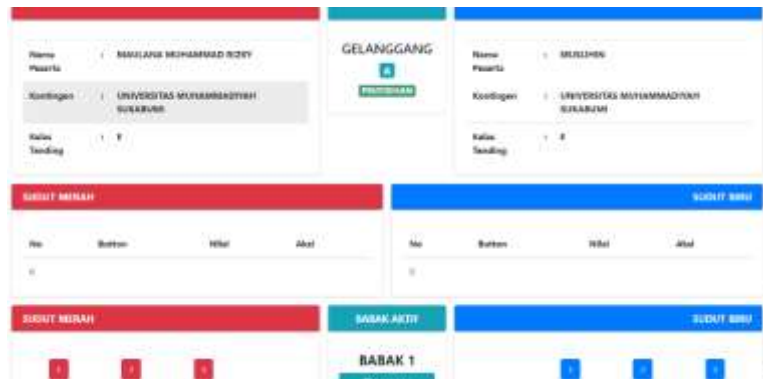 Nama Peserta : MAULANA MUHAMMAD RIZKY
Kontingen : UNIVERSITAS MUHAMMADIYAH SUKABUMI
Kelas Tanding : F
GELANGGANG
A
PENYISIHAN
Nama Peserta : MUSLIHIN
Kontingen : UNIVERSITAS MUHAMMADIYAH SUKABUMI
Kelas Tanding : F
SUDUT MERAH
SUDUT BIRU
No Button Nilai Aksi
No Button Nilai Aksi
SUDUT MERAH
BABAK AKTIF
SUDUT BIRU
BABAK 1